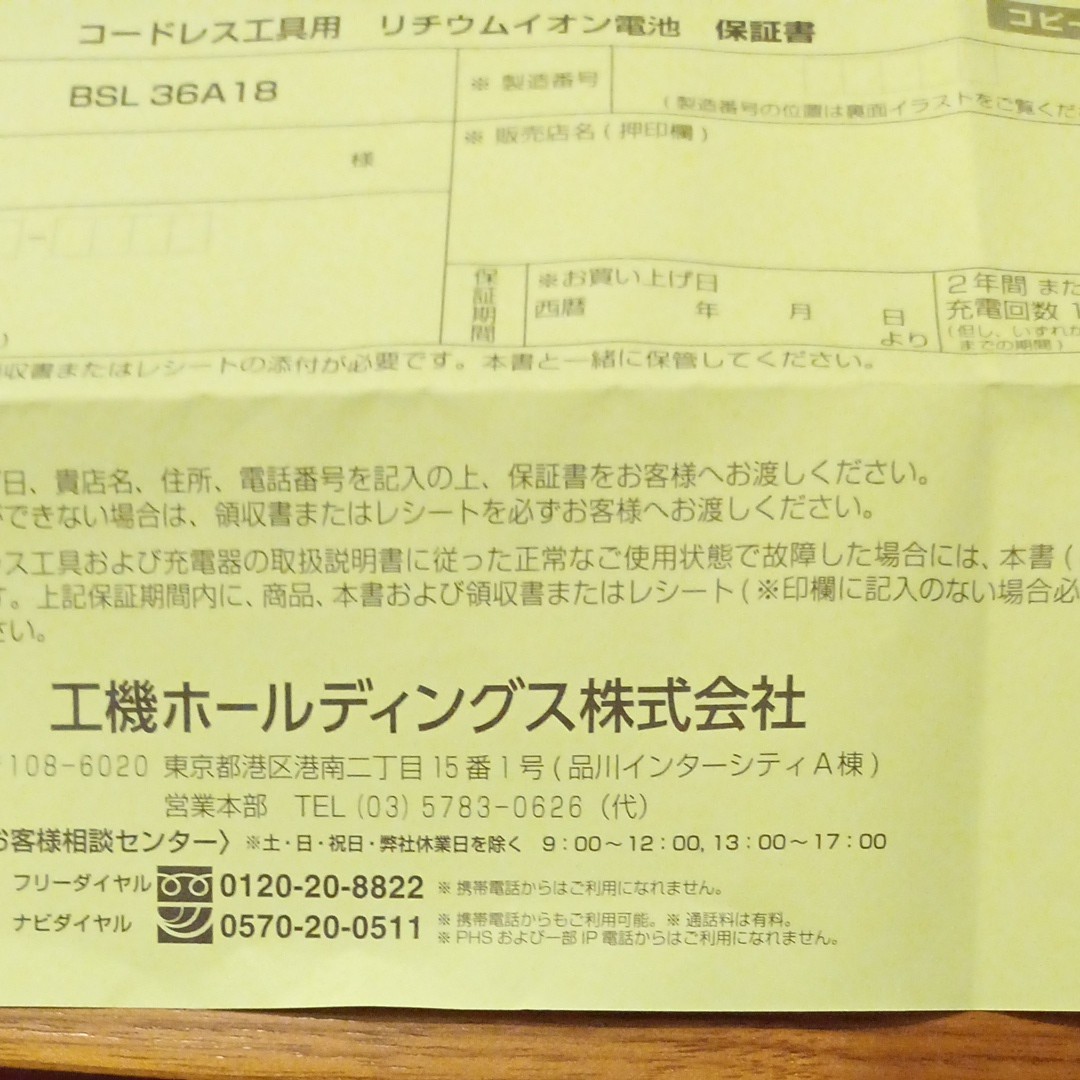 コードレス工具用 リチウムイオン電池 保証書
コピー
BSL 36A18
※ 製造番号
(製造番号の位置は裏面イラストをご覧くだ
様
※ 販売店名 (押印欄)
保証期間
※お買い上げ日
西暦 年 月 日より
2年間 また
充電回数 1
(但し、いずれか
までの期間)
収書またはレシートの添付が必要です。本書と一緒に保管してください。
日、貴店名、住所、電話番号を記入の上、保証書をお客様へお渡しください。
ができない場合は、領収書またはレシートを必ずお客様へお渡しください。
ス工具および充電器の取扱説明書に従った正常なご使用状態で故障した場合には、本書(
す。上記保証期間内に、商品、本書および領収書またはレシート(※印欄に記入のない場合必
さい。
工機ホールディングス株式会社
108-6020 東京都港区港南二丁目15番1号(品川インターシティA棟)
営業本部 TEL (03) 5783-0626 (代)
お客様相談センター〉 ※土・日・祝日・弊社休業日を除く 9:00〜12:00, 13:00〜17:00
フリーダイヤル 0120-20-8822 ※ 携帯電話からはご利用になれません。
ナビダイヤル 0570-20-0511 ※ 携帯電話からもご利用可能。※ 通話料は有料。
※ PHS および一部 IP 電話からはご利用になれません。